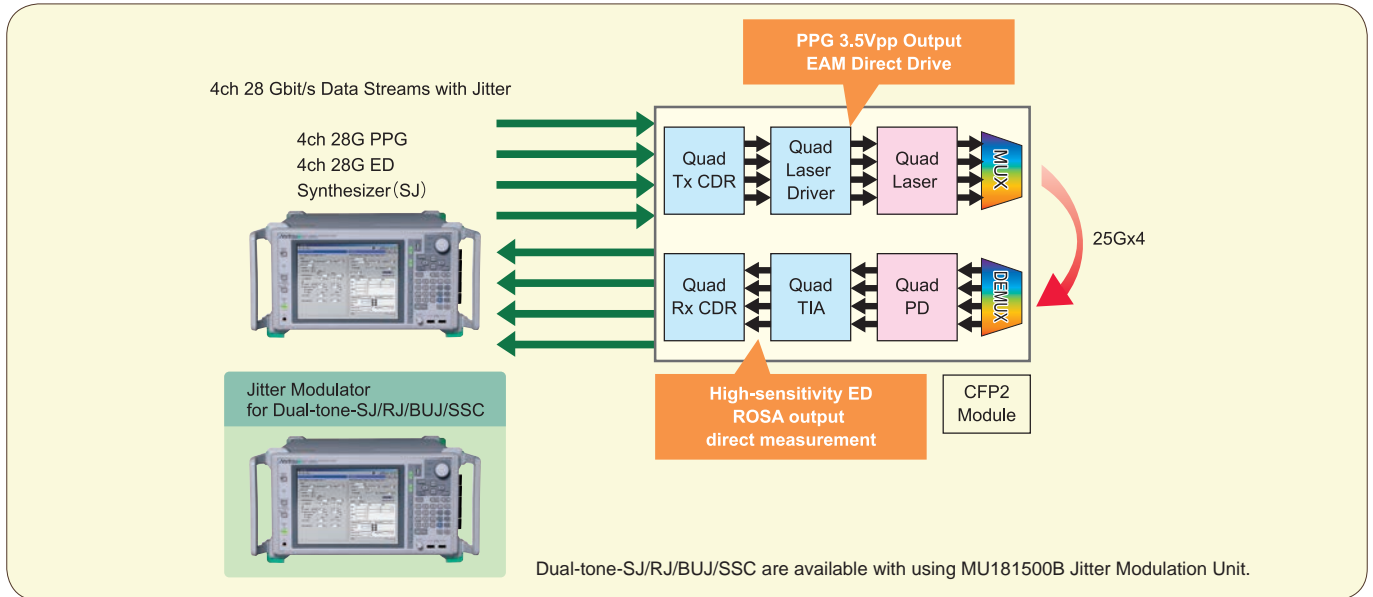 PPG 3.5Vpp Output
EAM Direct Drive
4ch 28 Gbit/s Data Streams with Jitter
4ch 28G PPG
4ch 28G ED
Synthesizer（SJ）
Quad
Tx CDR
Quad
Laser
Driver
Quad
Laser
MUX
25Gx4
Quad
Rx CDR
Quad
TIA
Quad
PD
DEMUX
Jitter Modulator
for Dual-tone-SJ/RJ/BUJ/SSC
High-sensitivity ED
ROSA output
direct measurement
CFP2
Module
Dual-tone-SJ/RJ/BUJ/SSC are available with using MU181500B Jitter Modulation Unit.